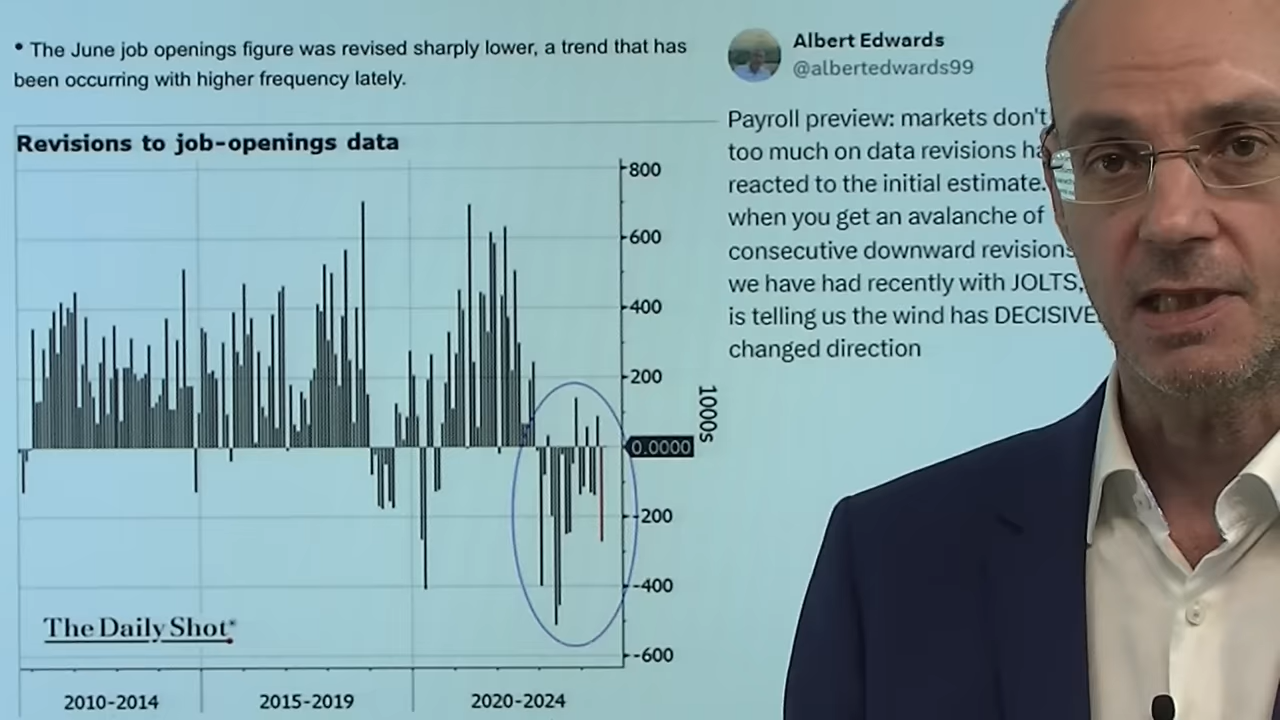 • The June job openings figure was revised sharply lower, a trend that has
been occurring with higher frequency lately.
Revisions to job-openings data
800
600
400
200
0.0000
-200
-400
-600
1000s
The Daily Shot
2010-2014
2015-2019
2020-2024
Albert Edwards
@albertedwards99
Payroll preview: markets don't
too much on data revisions
reacted to the initial estimate.
when you get an avalanche of
consecutive downward revisions
we have had recently with JOLTS,
is telling us the wind has
changed direction